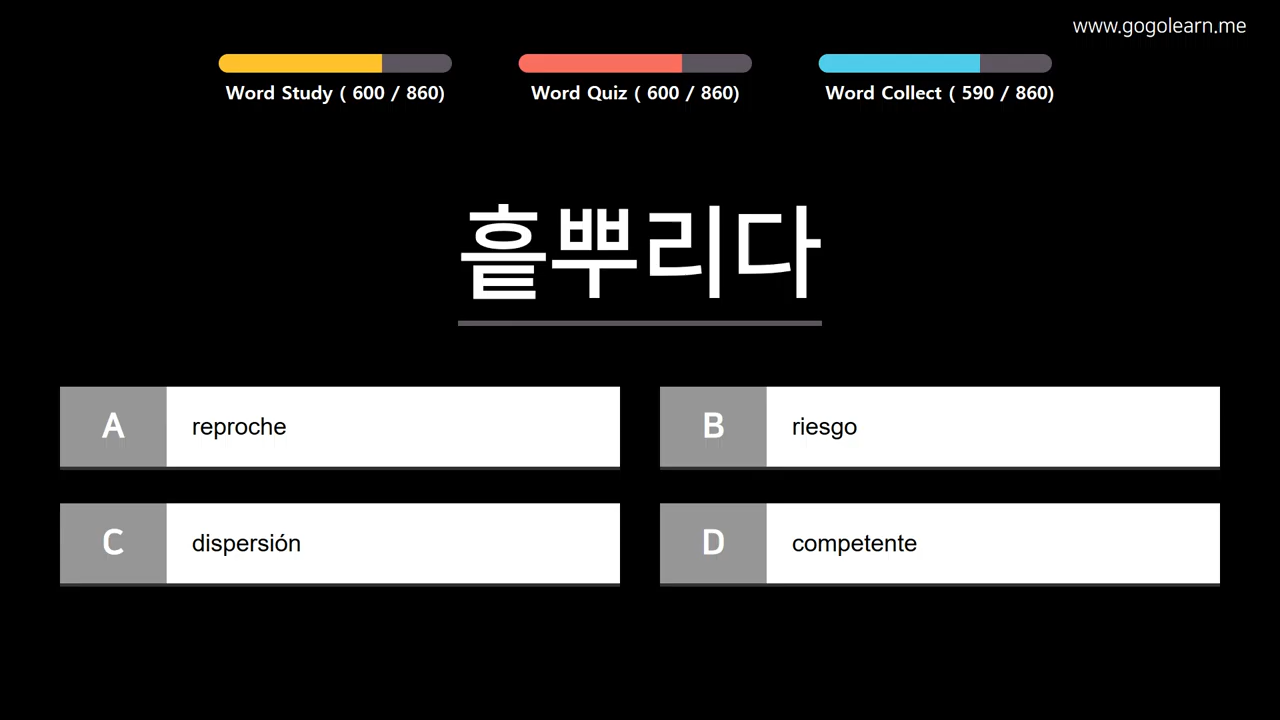 www.gogolearn.me
Word Study ( 600 / 860)
Word Quiz ( 600 / 860)
Word Collect ( 590 / 860)
흩뿌리다
A reproche
B riesgo
C dispersión
D competente